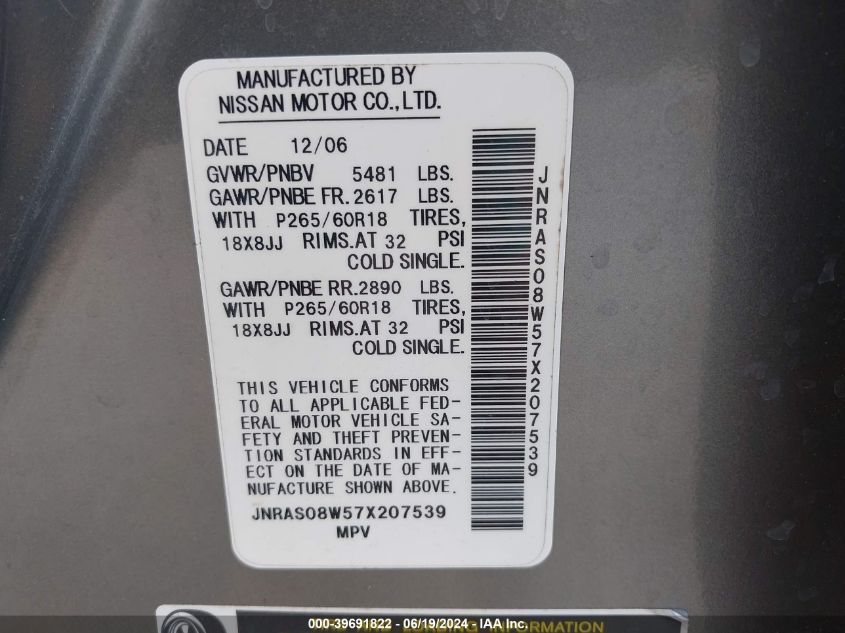 MANUFACTURED BY
NISSAN MOTOR CO.,LTD.
DATE 12/06
GVWR/PNBV 5481 LBS.
GAWR/PNBE FR. 2617 LBS.
WITH P265/60R18 TIRES,
18X8JJ RIMS.AT 32 PSI
COLD SINGLE.
GAWR/PNBE RR. 2890 LBS.
WITH P265/60R18 TIRES,
18X8JJ RIMS.AT 32 PSI
COLD SINGLE.
THIS VEHICLE CONFORMS
TO ALL APPLICABLE FED-
ERAL MOTOR VEHICLE SA-
FETY AND THEFT PREVEN-
TION STANDARDS IN EFF-
ECT ON THE DATE OF MA-
NUFACTURE SHOWN ABOVE.
JNRAS08W57X207539
MPV
JNRAS08W57X207539
AND LOADING INFORMATION
000-39691822 - 06/19/2024 - IAA Inc.